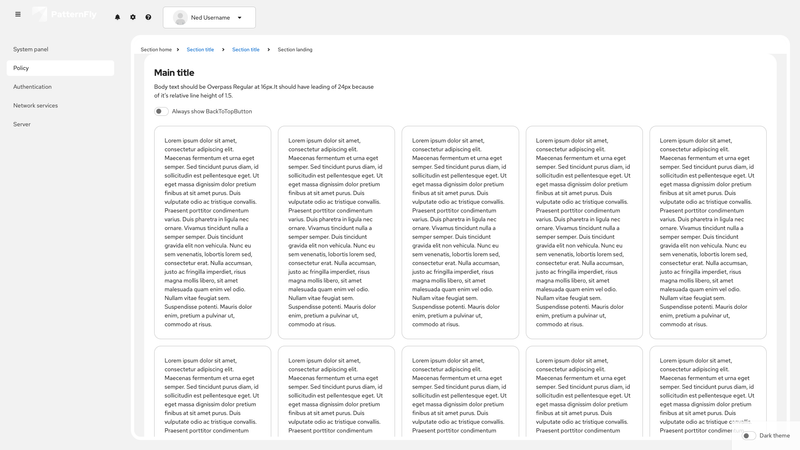 PatternFly
Ned Username
System panel
Policy
Authentication
Network services
Server
Section home
Section title
Section title
Section landing
Main title
Body text should be Overpass Regular at 16px.It should have leading of 24px because
of it's relative line height of 1.5.
Always show BackToTopButton
Lorem ipsum dolor sit amet,
consectetur adipiscing elit.
Maecenas fermentum et urna eget
semper. Sed tincidunt purus diam, id
sollicitudin est pellentesque eget. Ut
eget massa dignissim dolor pretium
finibus at sit amet purus. Duis
vulputate odio ac tristique convallis.
Praesent porttitor condimentum
varius. Duis pharetra in ligula nec
ornare. Vivamus tincidunt nulla a
semper semper. Duis tincidunt
gravida elit non vehicula. Nunc eu
sem venenatis, lobortis lorem sed,
consectetur erat. Nulla accumsan,
justo ac fringilla imperdiet, risus
magna mollis libero, sit amet
malesuada quam enim vel odio.
Nullam vitae feugiat sem.
Suspendisse potenti. Mauris dolor
enim, pretium a pulvinar ut,
commodo at risus.
Lorem ipsum dolor sit amet,
consectetur adipiscing elit.
Maecenas fermentum et urna eget
semper. Sed tincidunt purus diam, id
sollicitudin est pellentesque eget. Ut
eget massa dignissim dolor pretium
finibus at sit amet purus. Duis
vulputate odio ac tristique convallis.
Praesent porttitor condimentum
varius. Duis pharetra in ligula nec
ornare. Vivamus tincidunt nulla a
semper semper. Duis tincidunt
gravida elit non vehicula. Nunc eu
sem venenatis, lobortis lorem sed,
consectetur erat. Nulla accumsan,
justo ac fringilla imperdiet, risus
magna mollis libero, sit amet
malesuada quam enim vel odio.
Nullam vitae feugiat sem.
Suspendisse potenti. Mauris dolor
enim, pretium a pulvinar ut,
commodo at risus.
Lorem ipsum dolor sit amet,
consectetur adipiscing elit.
Maecenas fermentum et urna eget
semper. Sed tincidunt purus diam, id
sollicitudin est pellentesque eget. Ut
eget massa dignissim dolor pretium
finibus at sit amet purus. Duis
vulputate odio ac tristique convallis.
Praesent porttitor condimentum
varius. Duis pharetra in ligula nec
ornare. Vivamus tincidunt nulla a
semper semper. Duis tincidunt
gravida elit non vehicula. Nunc eu
sem venenatis, lobortis lorem sed,
consectetur erat. Nulla accumsan,
justo ac fringilla imperdiet, risus
magna mollis libero, sit amet
malesuada quam enim vel odio.
Nullam vitae feugiat sem.
Suspendisse potenti. Mauris dolor
enim, pretium a pulvinar ut,
commodo at risus.
Lorem ipsum dolor sit amet,
consectetur adipiscing elit.
Maecenas fermentum et urna eget
semper. Sed tincidunt purus diam, id
sollicitudin est pellentesque eget. Ut
eget massa dignissim dolor pretium
finibus at sit amet purus. Duis
vulputate odio ac tristique convallis.
Praesent porttitor condimentum
varius. Duis pharetra in ligula nec
ornare. Vivamus tincidunt nulla a
semper semper. Duis tincidunt
gravida elit non vehicula. Nunc eu
sem venenatis, lobortis lorem sed,
consectetur erat. Nulla accumsan,
justo ac fringilla imperdiet, risus
magna mollis libero, sit amet
malesuada quam enim vel odio.
Nullam vitae feugiat sem.
Suspendisse potenti. Mauris dolor
enim, pretium a pulvinar ut,
commodo at risus.
Lorem ipsum dolor sit amet,
consectetur adipiscing elit.
Maecenas fermentum et urna eget
semper. Sed tincidunt purus diam, id
sollicitudin est pellentesque eget. Ut
eget massa dignissim dolor pretium
finibus at sit amet purus. Duis
vulputate odio ac tristique convallis.
Praesent porttitor condimentum
varius. Duis pharetra in ligula nec
ornare. Vivamus tincidunt nulla a
semper semper. Duis tincidunt
gravida elit non vehicula. Nunc eu
sem venenatis, lobortis lorem sed,
consectetur erat. Nulla accumsan,
justo ac fringilla imperdiet, risus
magna mollis libero, sit amet
malesuada quam enim vel odio.
Nullam vitae feugiat sem.
Suspendisse potenti. Mauris dolor
enim, pretium a pulvinar ut,
commodo at risus.
Lorem ipsum dolor sit amet,
consectetur adipiscing elit.
Maecenas fermentum et urna eget
semper. Sed tincidunt purus diam, id
sollicitudin est pellentesque eget. Ut
eget massa dignissim dolor pretium
finibus at sit amet purus. Duis
vulputate odio ac tristique convallis.
Praesent porttitor condimentum
Lorem ipsum dolor sit amet,
consectetur adipiscing elit.
Maecenas fermentum et urna eget
semper. Sed tincidunt purus diam, id
sollicitudin est pellentesque eget. Ut
eget massa dignissim dolor pretium
finibus at sit amet purus. Duis
vulputate odio ac tristique convallis.
Praesent porttitor condimentum
Lorem ipsum dolor sit amet,
consectetur adipiscing elit.
Maecenas fermentum et urna eget
semper. Sed tincidunt purus diam, id
sollicitudin est pellentesque eget. Ut
eget massa dignissim dolor pretium
finibus at sit amet purus. Duis
vulputate odio ac tristique convallis.
Praesent porttitor condimentum
Lorem ipsum dolor sit amet,
consectetur adipiscing elit.
Maecenas fermentum et urna eget
semper. Sed tincidunt purus diam, id
sollicitudin est pellentesque eget. Ut
eget massa dignissim dolor pretium
finibus at sit amet purus. Duis
vulputate odio ac tristique convallis.
Praesent porttitor condimentum
Lorem ipsum dolor sit amet,
consectetur adipiscing elit.
Maecenas fermentum et urna eget
semper. Sed tincidunt purus diam, id
sollicitudin est pellentesque eget. Ut
eget massa dignissim dolor pretium
finibus at sit amet purus. Duis
vulputate odio ac tristique convallis.
Praesent porttitor condimentum
Dark theme